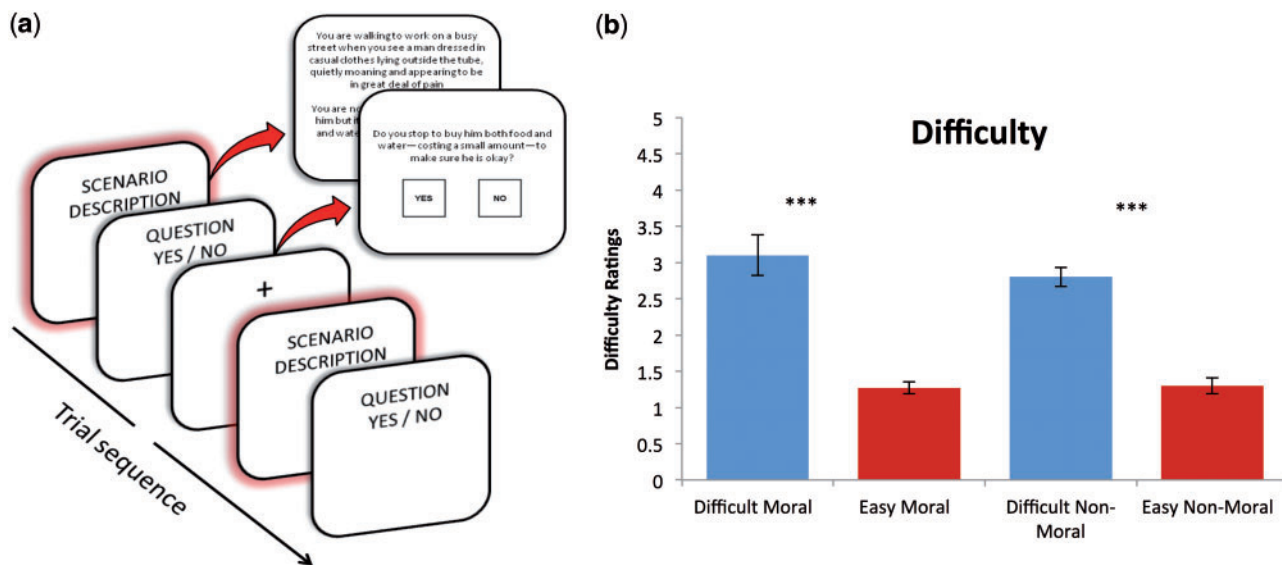 (a)
You are walking to work on a busy
street when you see a man dressed in
casual clothes lying outside the tube,
quietly moaning and appearing to be
in great deal of pain
You are no
him but i
and wate
Do you stop to buy him both food and
water—costing a small amount—to
make sure he is okay?
YES NO
SCENARIO
DESCRIPTION
QUESTION
YES / NO
+
SCENARIO
DESCRIPTION
QUESTION
YES / NO
Trial sequence
(b)
Difficulty
Difficulty Ratings
5
4.5
4
3.5
3
2.5
2
1.5
1
0.5
0
*** ***
Difficult Moral Easy Moral Difficult Non-
Moral Easy Non-Moral